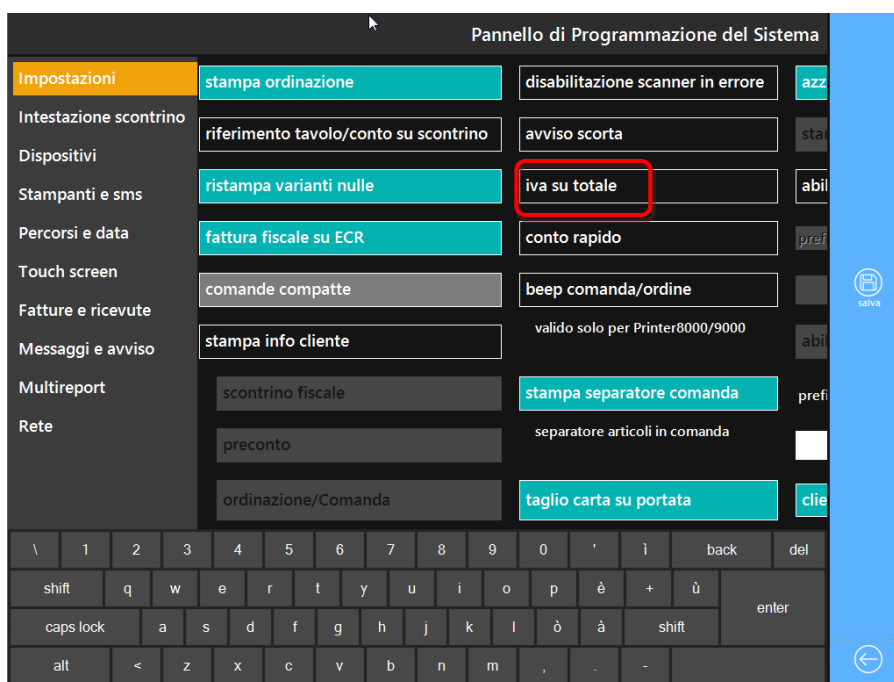 Pannello di Programmazione del Sistema
Impostazioni
Intestazione scontrino
Dispositivi
Stampanti e sms
Percorsi e data
Touch screen
Fatture e ricevute
Messaggi e avviso
Multireport
Rete
stampa ordinazione
riferimento tavolo/conto su scontrino
ristampa varianti nulle
fattura fiscale su ECR
comande compatte
stampa info cliente
scontrino fiscale
preconto
ordinazione/Comanda
disabilitazione scanner in errore
avviso scorta
iva su totale
conto rapido
beep comanda/ordine
valido solo per Printer8000/9000
stampa separatore comanda
separatore articoli in comanda
taglio carta su portata
azz
star
abil
pref
abil
prefi
clie
salva
\ 1 2 3 4 5 6 7 8 9 0 ' ì back del
shift q w e r t y u i o p è + ù
enter
caps lock a s d f g h j k l ò à shift
alt < z x c v b n m , . -